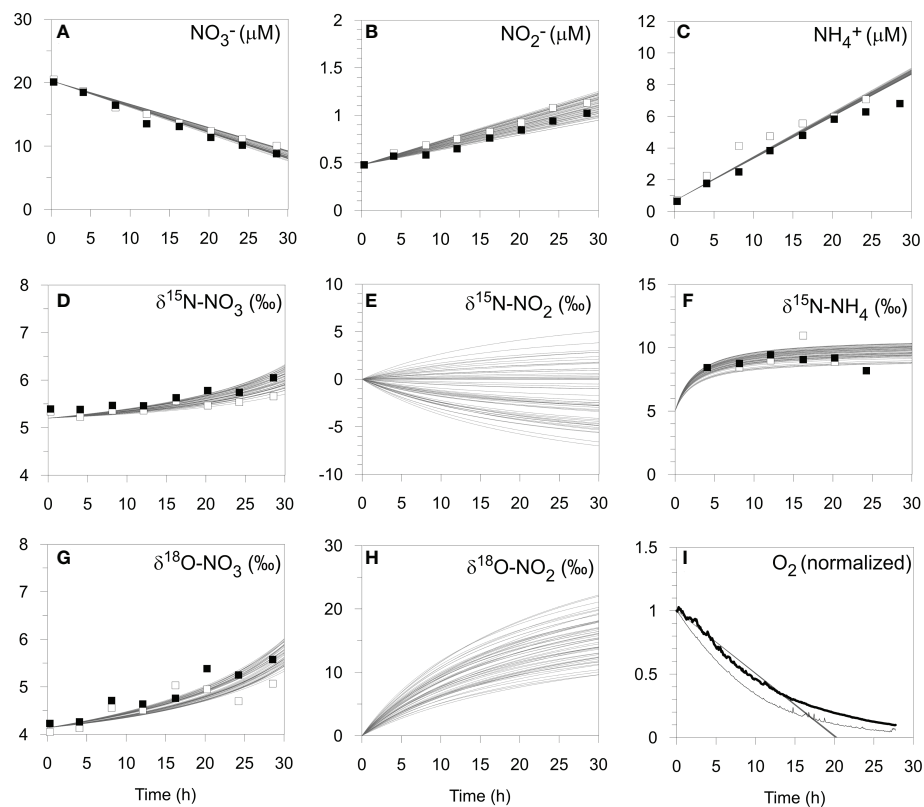 A NO3- (μM)
30
20
10
0
0 5 10 15 20 25 30
B NO2- (μM)
2
1.5
1
0.5
0
0 5 10 15 20 25 30
C NH4+ (μM)
12
10
8
6
4
2
0
0 5 10 15 20 25 30
D δ15N-NO3 (‰)
8
7
6
5
4
0 5 10 15 20 25 30
E δ15N-NO2 (‰)
10
5
0
-5
-10
0 5 10 15 20 25 30
F δ15N-NH4 (‰)
15
10
5
0
0 5 10 15 20 25 30
G δ18O-NO3 (‰)
8
7
6
5
4
0 5 10 15 20 25 30
Time (h)
H δ18O-NO2 (‰)
30
20
10
0
0 5 10 15 20 25 30
Time (h)
I O2 (normalized)
1.5
1
0.5
0
0 5 10 15 20 25 30
Time (h)